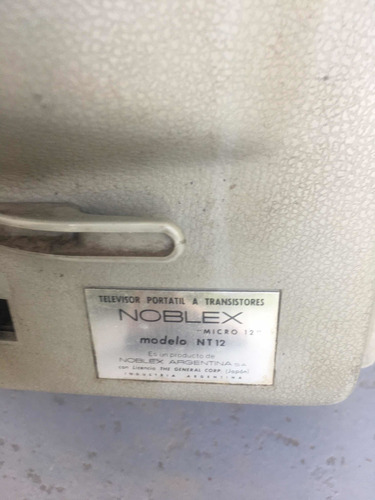 TELEVISOR PORTATIL A TRANSISTORES
NOBLEX
"MICRO 12"
modelo NT12
Es un producto de
NOBLEX ARGENTINA S.A.
con Licencia THE GENERAL CORP. (Japón)
INDUSTRIA ARGENTINA